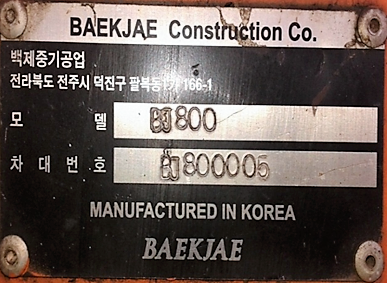 BAEKJAE Construction Co.
백제중기공업
전라북도 전주시 덕진구 팔복동1가 166-1
모 델 BJ800
차 대 번 호 BJ800005
MANUFACTURED IN KOREA
BAEKJAE